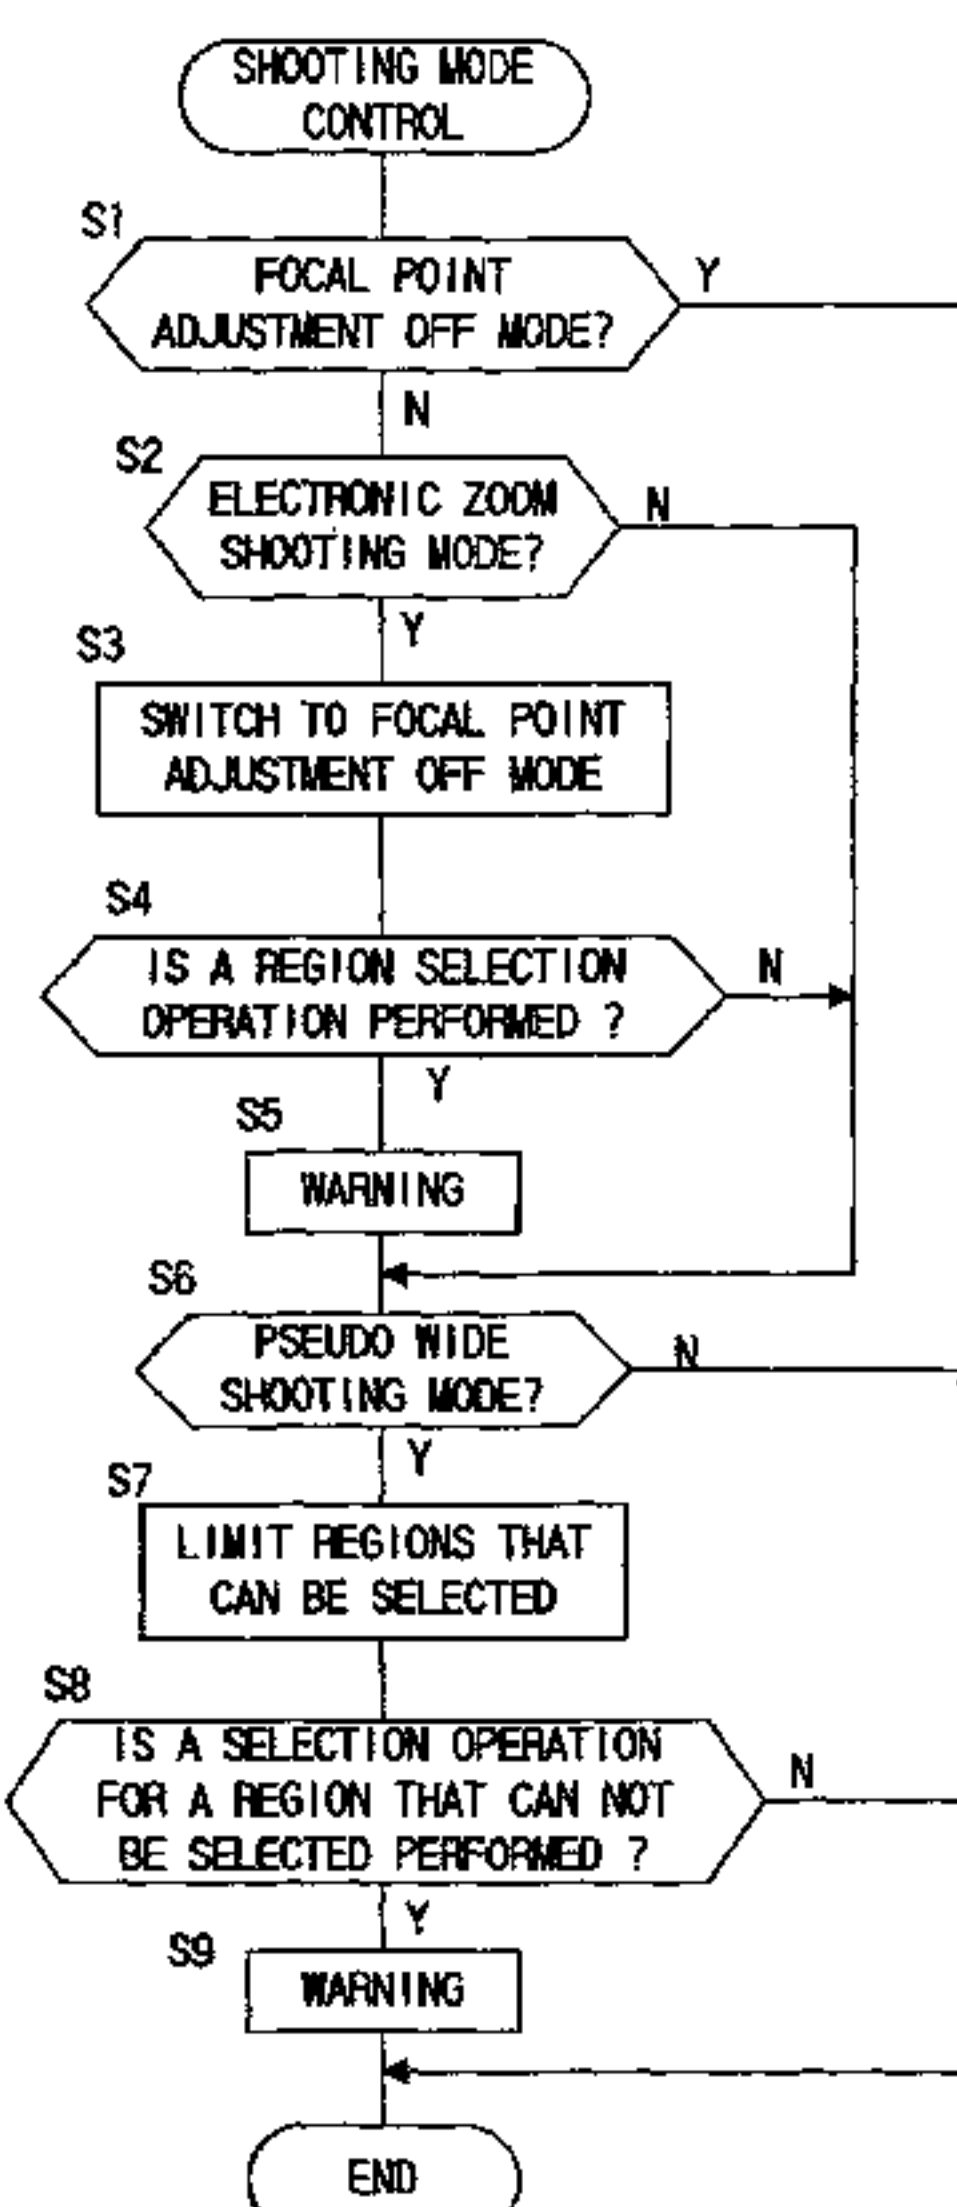 SHOOTING MODE
CONTROL
S1
FOCAL POINT
ADJUSTMENT OFF MODE?
Y
N
S2
ELECTRONIC ZOOM
SHOOTING MODE?
N
Y
S3
SWITCH TO FOCAL POINT
ADJUSTMENT OFF MODE
S4
IS A REGION SELECTION
OPERATION PERFORMED ?
N
Y
S5
WARNING
S6
PSEUDO WIDE
SHOOTING MODE?
N
Y
S7
LIMIT REGIONS THAT
CAN BE SELECTED
S8
IS A SELECTION OPERATION
FOR A REGION THAT CAN NOT
BE SELECTED PERFORMED ?
N
Y
S9
WARNING
END